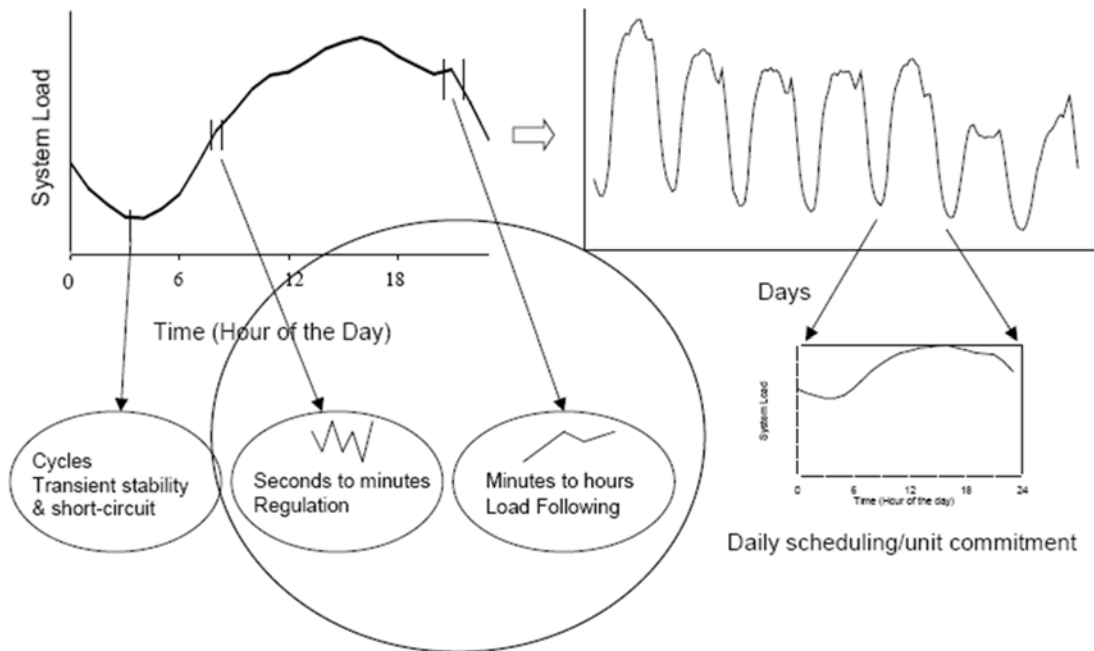 System Load
0 6 12 18
Time (Hour of the Day)
Days
Cycles
Transient stability
& short-circuit
Seconds to minutes
Regulation
Minutes to hours
Load Following
System Load
0 6 12 18 24
Time (Hour of the day)
Daily scheduling/unit commitment